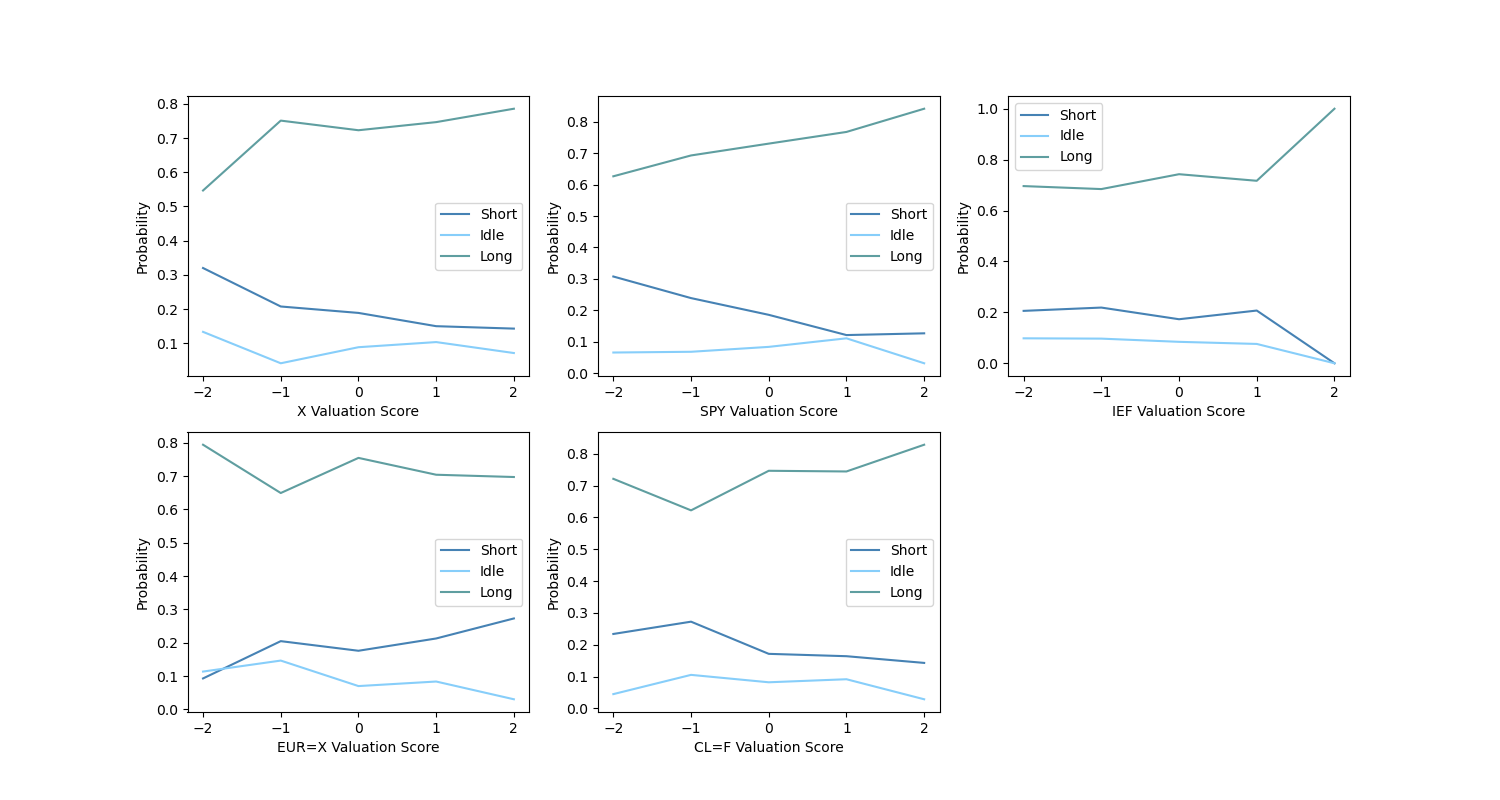 0.8
0.7
0.6
0.5
0.4
0.3
0.2
0.1
Probability
Short
Idle
Long
−2 −1 0 1 2
X Valuation Score
0.8
0.7
0.6
0.5
0.4
0.3
0.2
0.1
0.0
Probability
Short
Idle
Long
−2 −1 0 1 2
SPY Valuation Score
1.0
0.8
0.6
0.4
0.2
0.0
Probability
Short
Idle
Long
−2 −1 0 1 2
IEF Valuation Score
0.8
0.7
0.6
0.5
0.4
0.3
0.2
0.1
0.0
Probability
Short
Idle
Long
−2 −1 0 1 2
EUR=X Valuation Score
0.8
0.7
0.6
0.5
0.4
0.3
0.2
0.1
0.0
Probability
Short
Idle
Long
−2 −1 0 1 2
CL=F Valuation Score